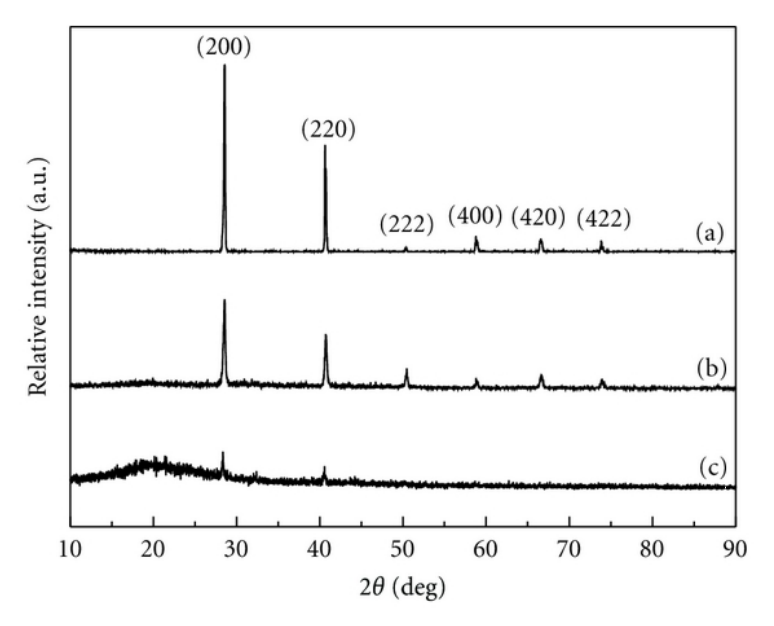 (200)
(220)
(222) (400) (420) (422)
(a)
(b)
(c)
Relative intensity (a.u.)
10 20 30 40 50 60 70 80 90
2θ (deg)